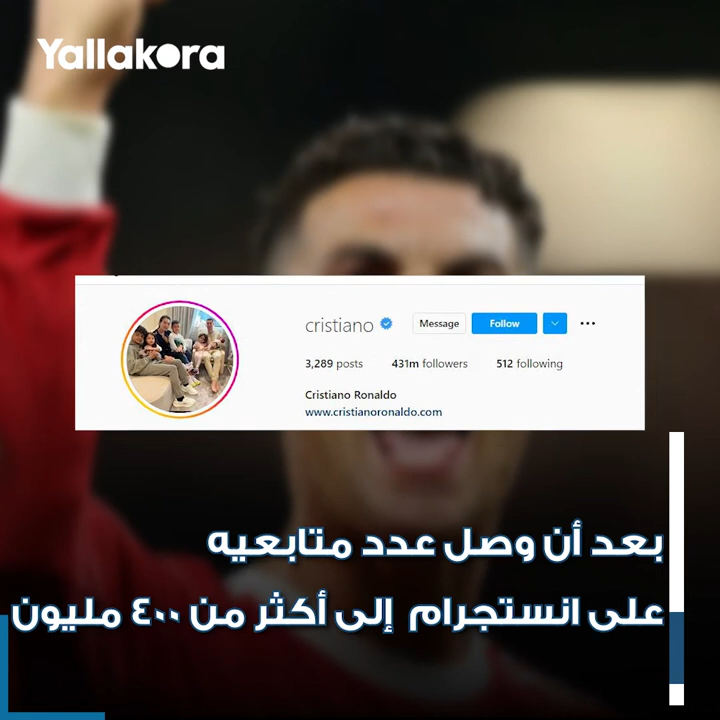 Yallakora
cristiano Message Follow
3,289 posts 431m followers 512 following
Cristiano Ronaldo
www.cristianoronaldo.com
بعد أن وصل عدد متابعيه
على انستجرام إلى أكثر من ٤٠٠ مليون